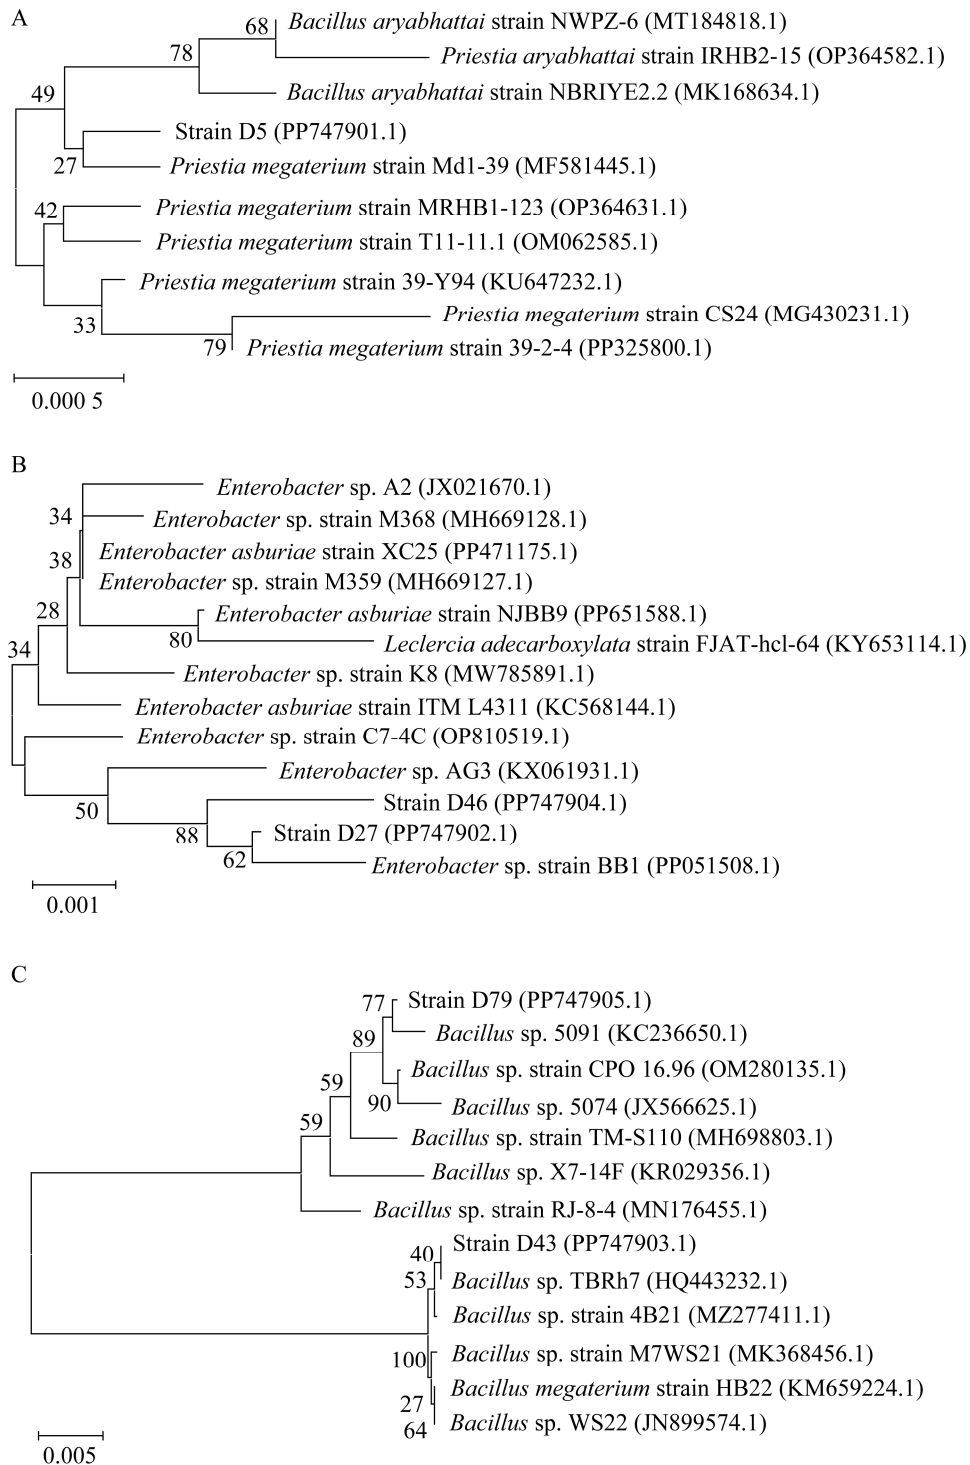 A
68
Bacillus aryabhattai strain NWPZ-6 (MT184818.1)
78
Priestia aryabhattai strain IRHB2-15 (OP364582.1)
49
Bacillus aryabhattai strain NBRIYE2.2 (MK168634.1)
Strain D5 (PP747901.1)
27
Priestia megaterium strain Md1-39 (MF581445.1)
42
Priestia megaterium strain MRHB1-123 (OP364631.1)
Priestia megaterium strain T11-11.1 (OM062585.1)
Priestia megaterium strain 39-Y94 (KU647232.1)
33
Priestia megaterium strain CS24 (MG430231.1)
79
Priestia megaterium strain 39-2-4 (PP325800.1)
0.000 5
B
Enterobacter sp. A2 (JX021670.1)
34
Enterobacter sp. strain M368 (MH669128.1)
38
Enterobacter asburiae strain XC25 (PP471175.1)
Enterobacter sp. strain M359 (MH669127.1)
28
Enterobacter asburiae strain NJBB9 (PP651588.1)
80
Leclercia adecarboxylata strain FJAT-hcl-64 (KY653114.1)
34
Enterobacter sp. strain K8 (MW785891.1)
Enterobacter asburiae strain ITM L4311 (KC568144.1)
Enterobacter sp. strain C7-4C (OP810519.1)
Enterobacter sp. AG3 (KX061931.1)
50
Strain D46 (PP747904.1)
88
Strain D27 (PP747902.1)
62
Enterobacter sp. strain BB1 (PP051508.1)
0.001
C
77
Strain D79 (PP747905.1)
89
Bacillus sp. 5091 (KC236650.1)
59
Bacillus sp. strain CPO 16.96 (OM280135.1)
90
Bacillus sp. 5074 (JX566625.1)
59
Bacillus sp. strain TM-S110 (MH698803.1)
Bacillus sp. X7-14F (KR029356.1)
Bacillus sp. strain RJ-8-4 (MN176455.1)
40
Strain D43 (PP747903.1)
53
Bacillus sp. TBRh7 (HQ443232.1)
Bacillus sp. strain 4B21 (MZ277411.1)
100
Bacillus sp. strain M7WS21 (MK368456.1)
Bacillus megaterium strain HB22 (KM659224.1)
27
Bacillus sp. WS22 (JN899574.1)
64
0.005